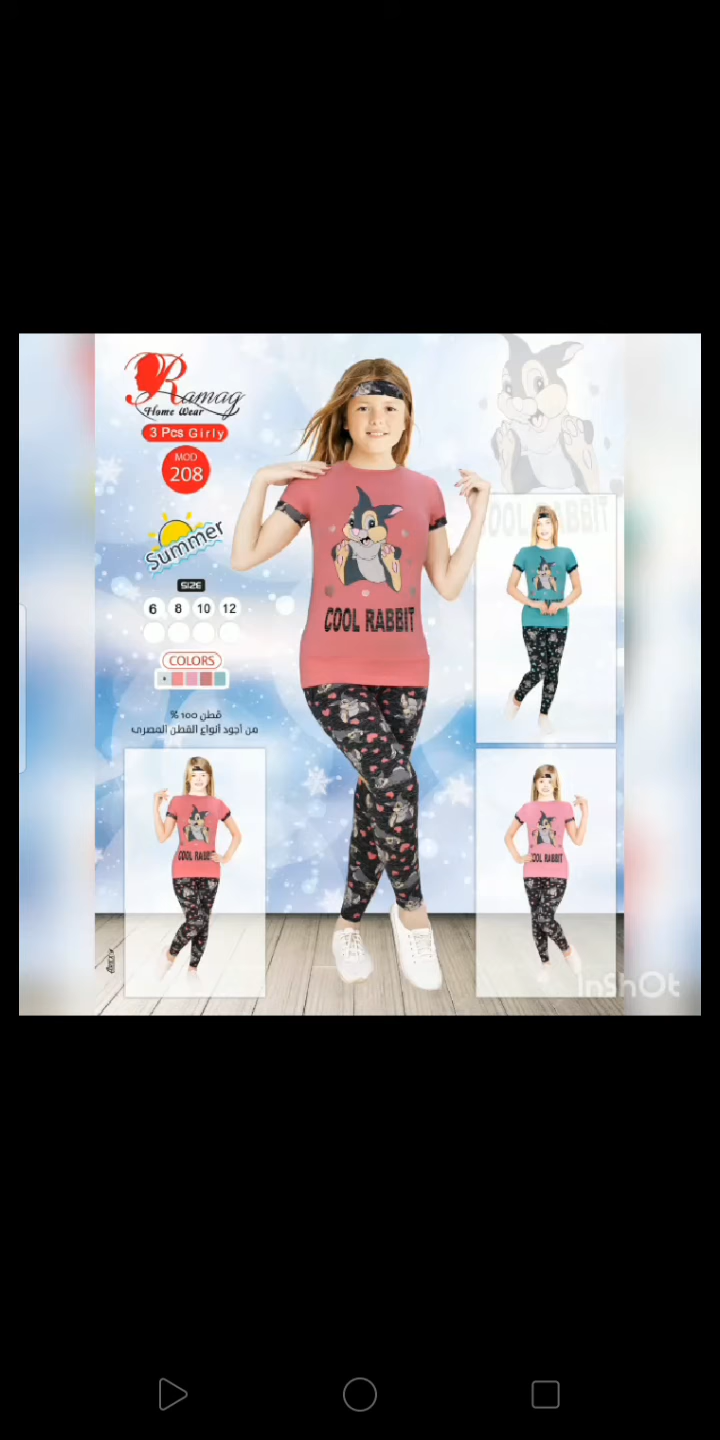 Ramag
Home Wear
3 Pcs Girly
MOD
208
Summer
SIZE
6 8 10 12
COLORS
قطن 100 %
من أجود أنواع القطن المصرى
COOL RABBIT
COOL RABBIT
COOL RABBIT
COOL RABBIT
InShOt